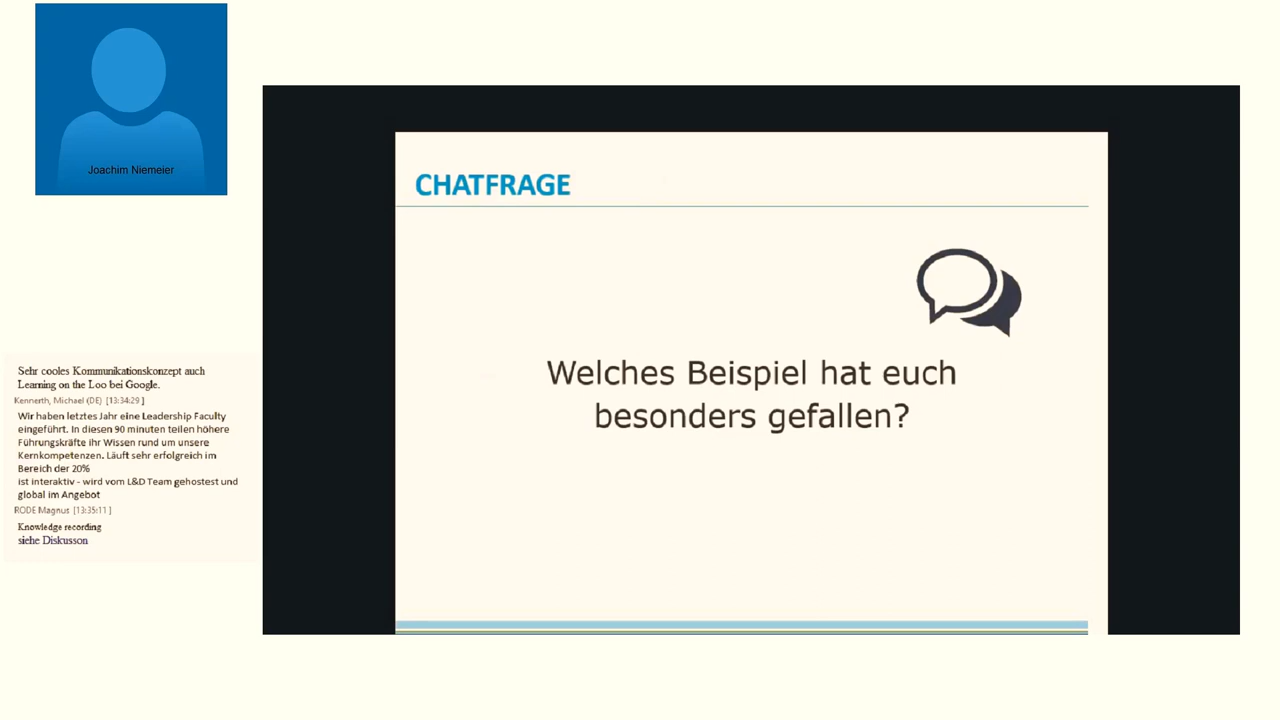 Joachim Niemeier
Sehr cooles Kommunikationskonzept auch
Learning on the Loo bei Google.
Kennerth, Michael (DE) [13:34:29]
Wir haben letztes Jahr eine Leadership Faculty
eingeführt. In diesen 90 minuten teilen höhere
Führungskräfte ihr Wissen rund um unsere
Kernkompetenzen. Läuft sehr erfolgreich im
Bereich der 20%
ist interaktiv - wird vom L&D Team gehostest und
global im Angebot
RODE Magnus [13:35:11]
Knowledge recording
siehe Diskusson
CHATFRAGE
Welches Beispiel hat euch
besonders gefallen?